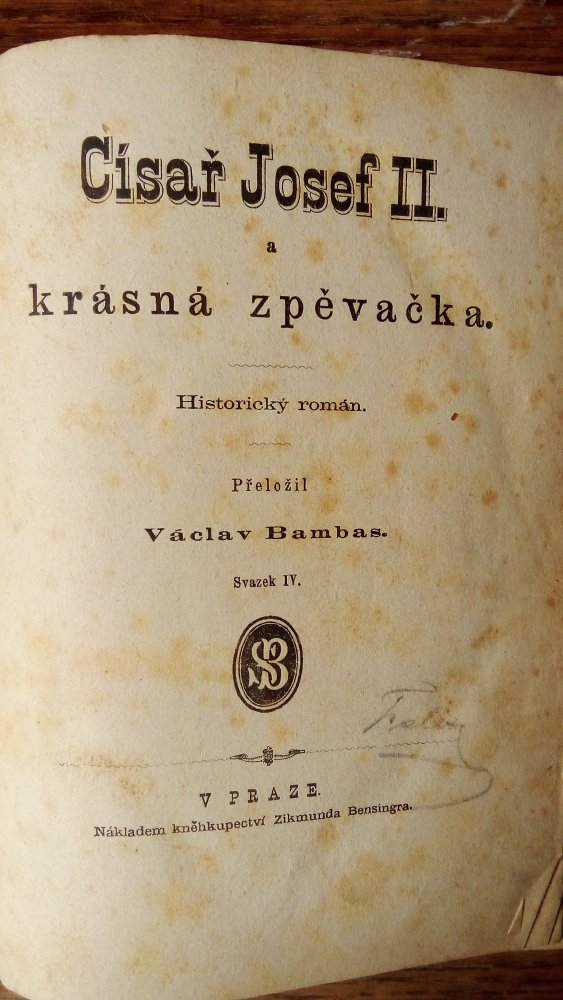 Císař Josef II.
a
krásná zpěvačka.
Historický román.
Přeložil
Václav Bambas.
Svazek IV.
V PRAZE.
Nákladem kněhkupectví Zikmunda Bensingra.